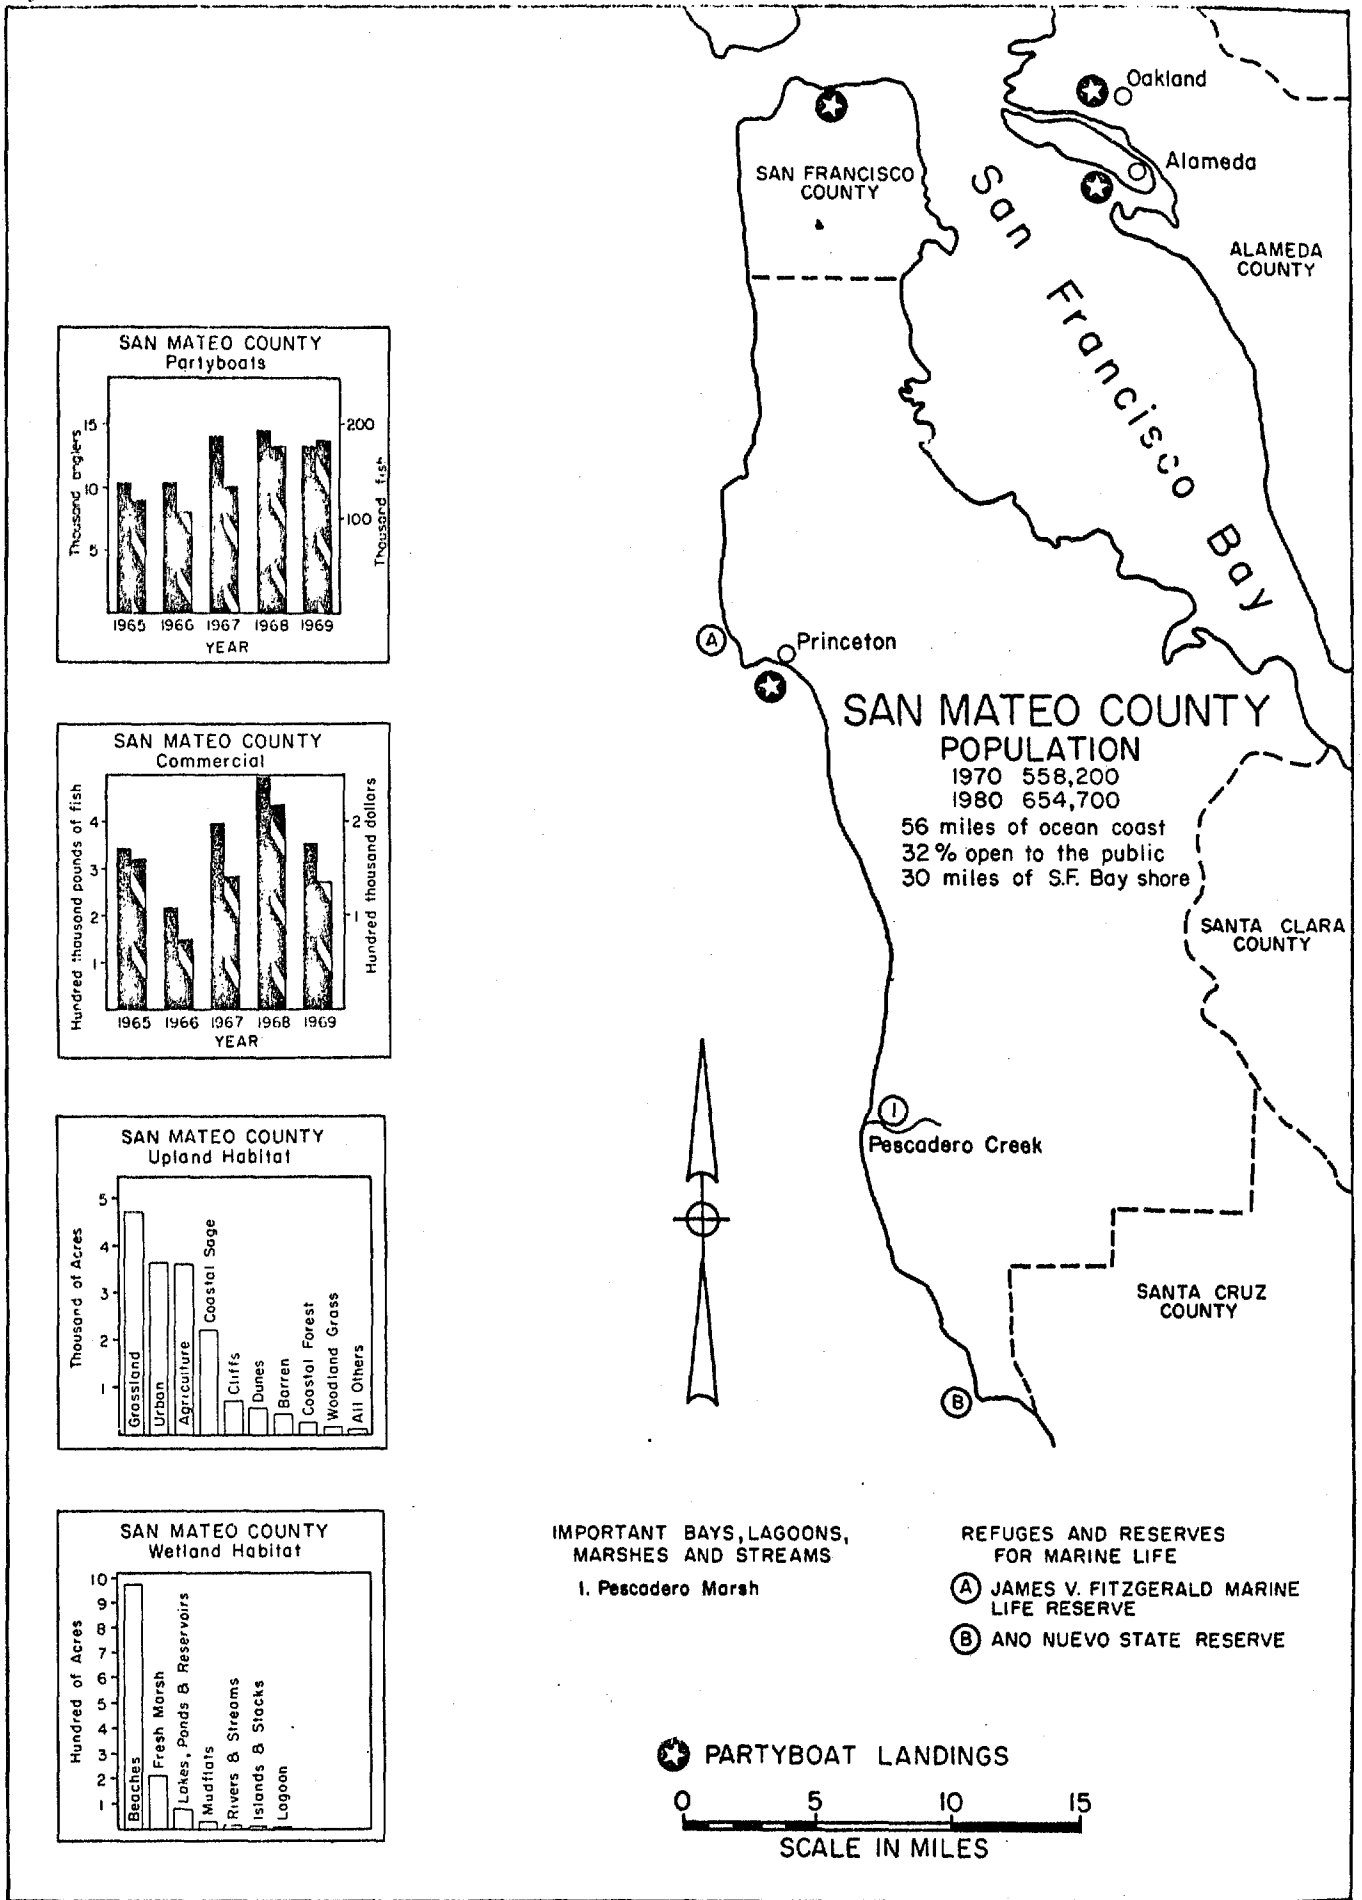 Oakland
Alameda
SAN FRANCISCO
COUNTY
San Francisco Bay
ALAMEDA
COUNTY
SAN MATEO COUNTY
Partyboats
Thousand anglers
15
10
5
200
100
Thousand fish
1965 1966 1967 1968 1969
YEAR
A
Princeton
SAN MATEO COUNTY
POPULATION
1970 558,200
1980 654,700
56 miles of ocean coast
32% open to the public
30 miles of S.F. Bay shore
SAN MATEO COUNTY
Commercial
Hundred thousand pounds of fish
4
3
2
1
2
1
Hundred thousand dollars
1965 1966 1967 1968 1969
YEAR
SANTA CLARA
COUNTY
1
Pescadero Creek
SAN MATEO COUNTY
Upland Habitat
Thousand of Acres
5
4
3
2
1
Grassland
Urban
Agriculture
Coastal Sage
Cliffs
Dunes
Barren
Coastal Forest
Woodland Grass
All Others
SANTA CRUZ
COUNTY
B
SAN MATEO COUNTY
Wetland Habitat
Hundred of Acres
10
9
8
7
6
5
4
3
2
1
Beaches
Fresh Marsh
Lakes, Ponds & Reservoirs
Mudflats
Rivers & Streams
Islands & Stacks
Lagoon
IMPORTANT BAYS, LAGOONS,
MARSHES AND STREAMS
1. Pescadero Marsh
REFUGES AND RESERVES
FOR MARINE LIFE
A JAMES V. FITZGERALD MARINE
LIFE RESERVE
B ANO NUEVO STATE RESERVE
PARTYBOAT LANDINGS
0 5 10 15
SCALE IN MILES